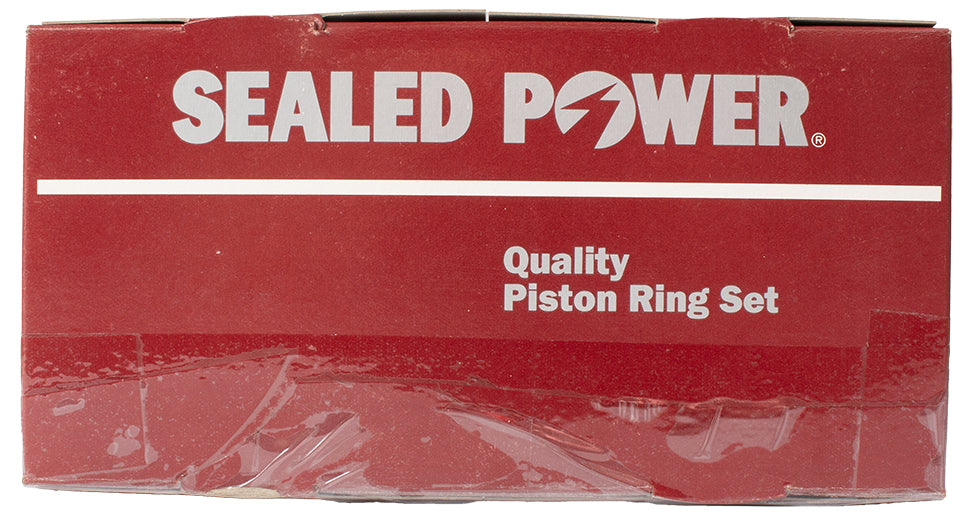 SEALED POWER®
Quality
Piston Ring Set